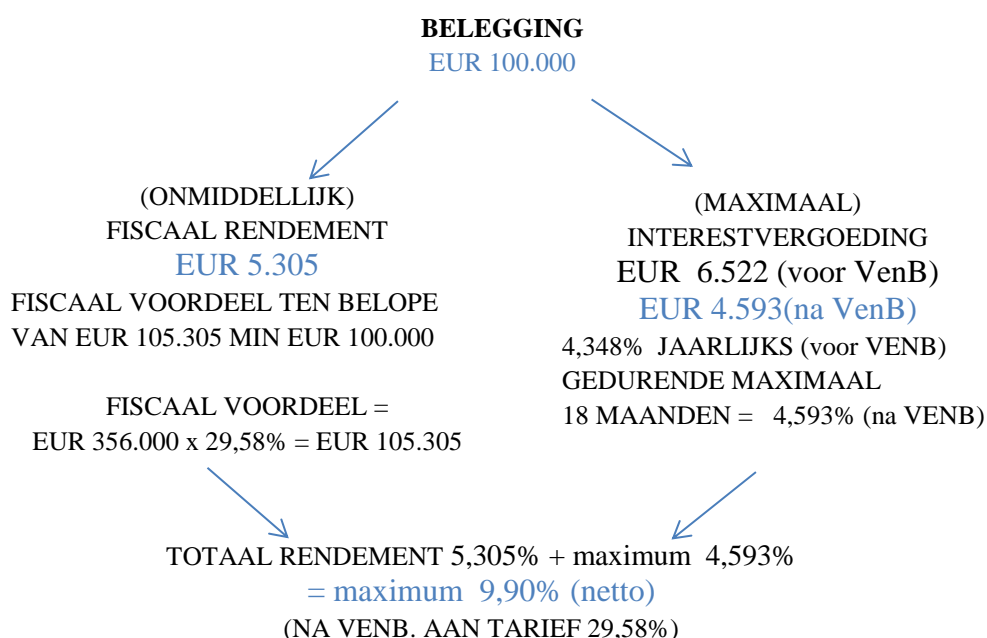 BELEGGING
EUR 100.000
(ONMIDDELLIJK)
FISCAAL RENDEMENT
EUR 5.305
FISCAAL VOORDEEL TEN BELOPE
VAN EUR 105.305 MIN EUR 100.000
FISCAAL VOORDEEL =
EUR 356.000 x 29,58% = EUR 105.305
(MAXIMAAL)
INTERESTVERGOEDING
EUR 6.522 (voor VenB)
EUR 4.593(na VenB)
4,348% JAARLIJKS (voor VENB)
GEDURENDE MAXIMAAL
18 MAANDEN = 4,593% (na VENB)
TOTAAL RENDEMENT 5,305% + maximum 4,593%
= maximum 9,90% (netto)
(NA VENB. AAN TARIEF 29,58%)